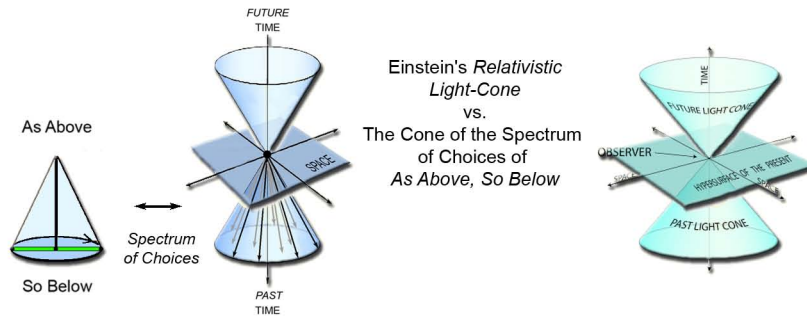 As Above
So Below
Spectrum
of Choices
FUTURE
TIME
SPACE
PAST
TIME
Einstein's Relativistic
Light-Cone
vs.
The Cone of the Spectrum
of Choices of
As Above, So Below
TIME
FUTURE LIGHT CONE
OBSERVER
SPACE
SPACE
HYPERSURFACE OF THE PRESENT
PAST LIGHT CONE